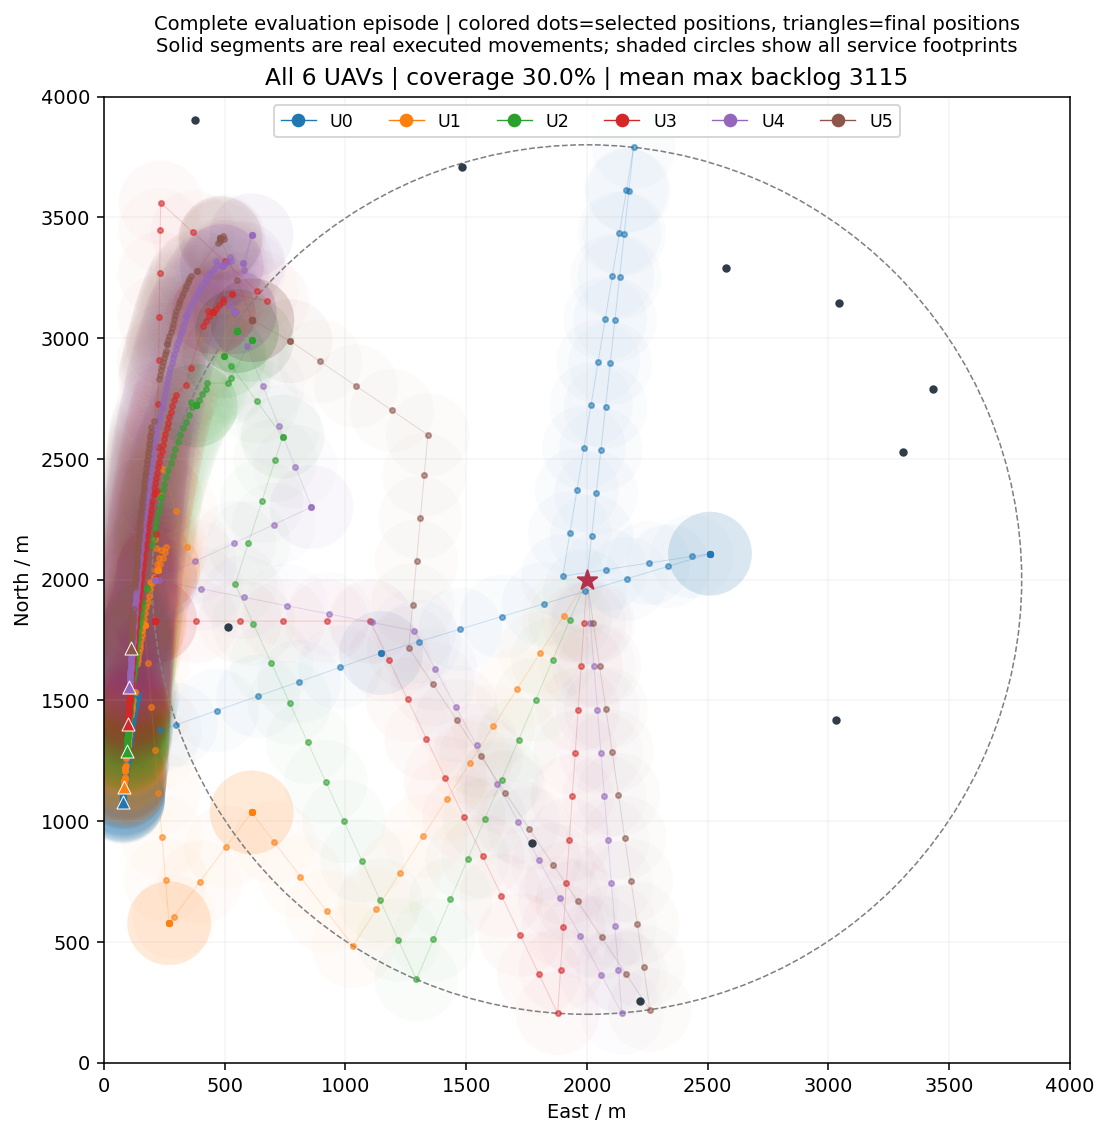 Complete evaluation episode | colored dots=selected positions, triangles=final positions
Solid segments are real executed movements; shaded circles show all service footprints
All 6 UAVs | coverage 30.0% | mean max backlog 3115
U0 U1 U2 U3 U4 U5
4000
3500
3000
2500
2000
1500
1000
500
0
North / m
0 500 1000 1500 2000 2500 3000 3500 4000
East / m